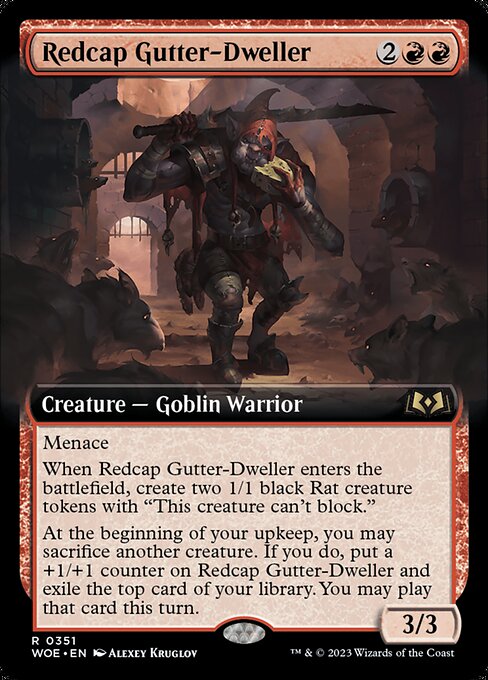 Redcap Gutter-Dweller 2
Creature — Goblin Warrior
Menace
When Redcap Gutter-Dweller enters the
battlefield, create two 1/1 black Rat creature
tokens with “This creature can’t block.”
At the beginning of your upkeep, you may
sacrifice another creature. If you do, put a
+1/+1 counter on Redcap Gutter-Dweller and
exile the top card of your library. You may play
that card this turn.
3/3
R 0351
WOE • EN ALEXEY KRUGLOV
™ & © 2023 Wizards of the Coast